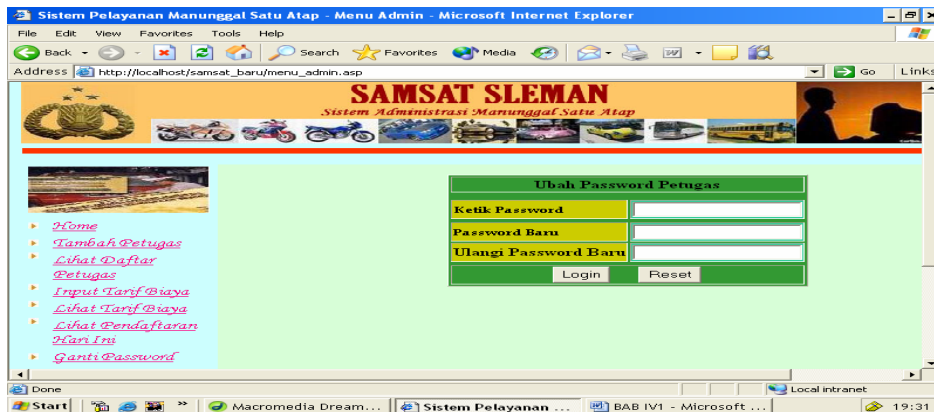 Sistem Pelayanan Manunggal Satu Atap - Menu Admin - Microsoft Internet Explorer
File Edit View Favorites Tools Help
Back Search Favorites Media
Address http://localhost/samsat_baru/menu_admin.asp Go Links
SAMSAT SLEMAN
Sistem Administrasi Manunggal Satu Atap
Home
Tambah Petugas
Lihat Daftar
Petugas
Input Tarif Biaya
Lihat Tarif Biaya
Lihat Pendaftaran
Hari Ini
Ganti Password
Ubah Password Petugas
Ketik Password
Password Baru
Ulangi Password Baru
Login Reset
Done Local intranet
Start » Macromedia Dream... Sistem Pelayanan ... BAB IV1 - Microsoft ... 19:31